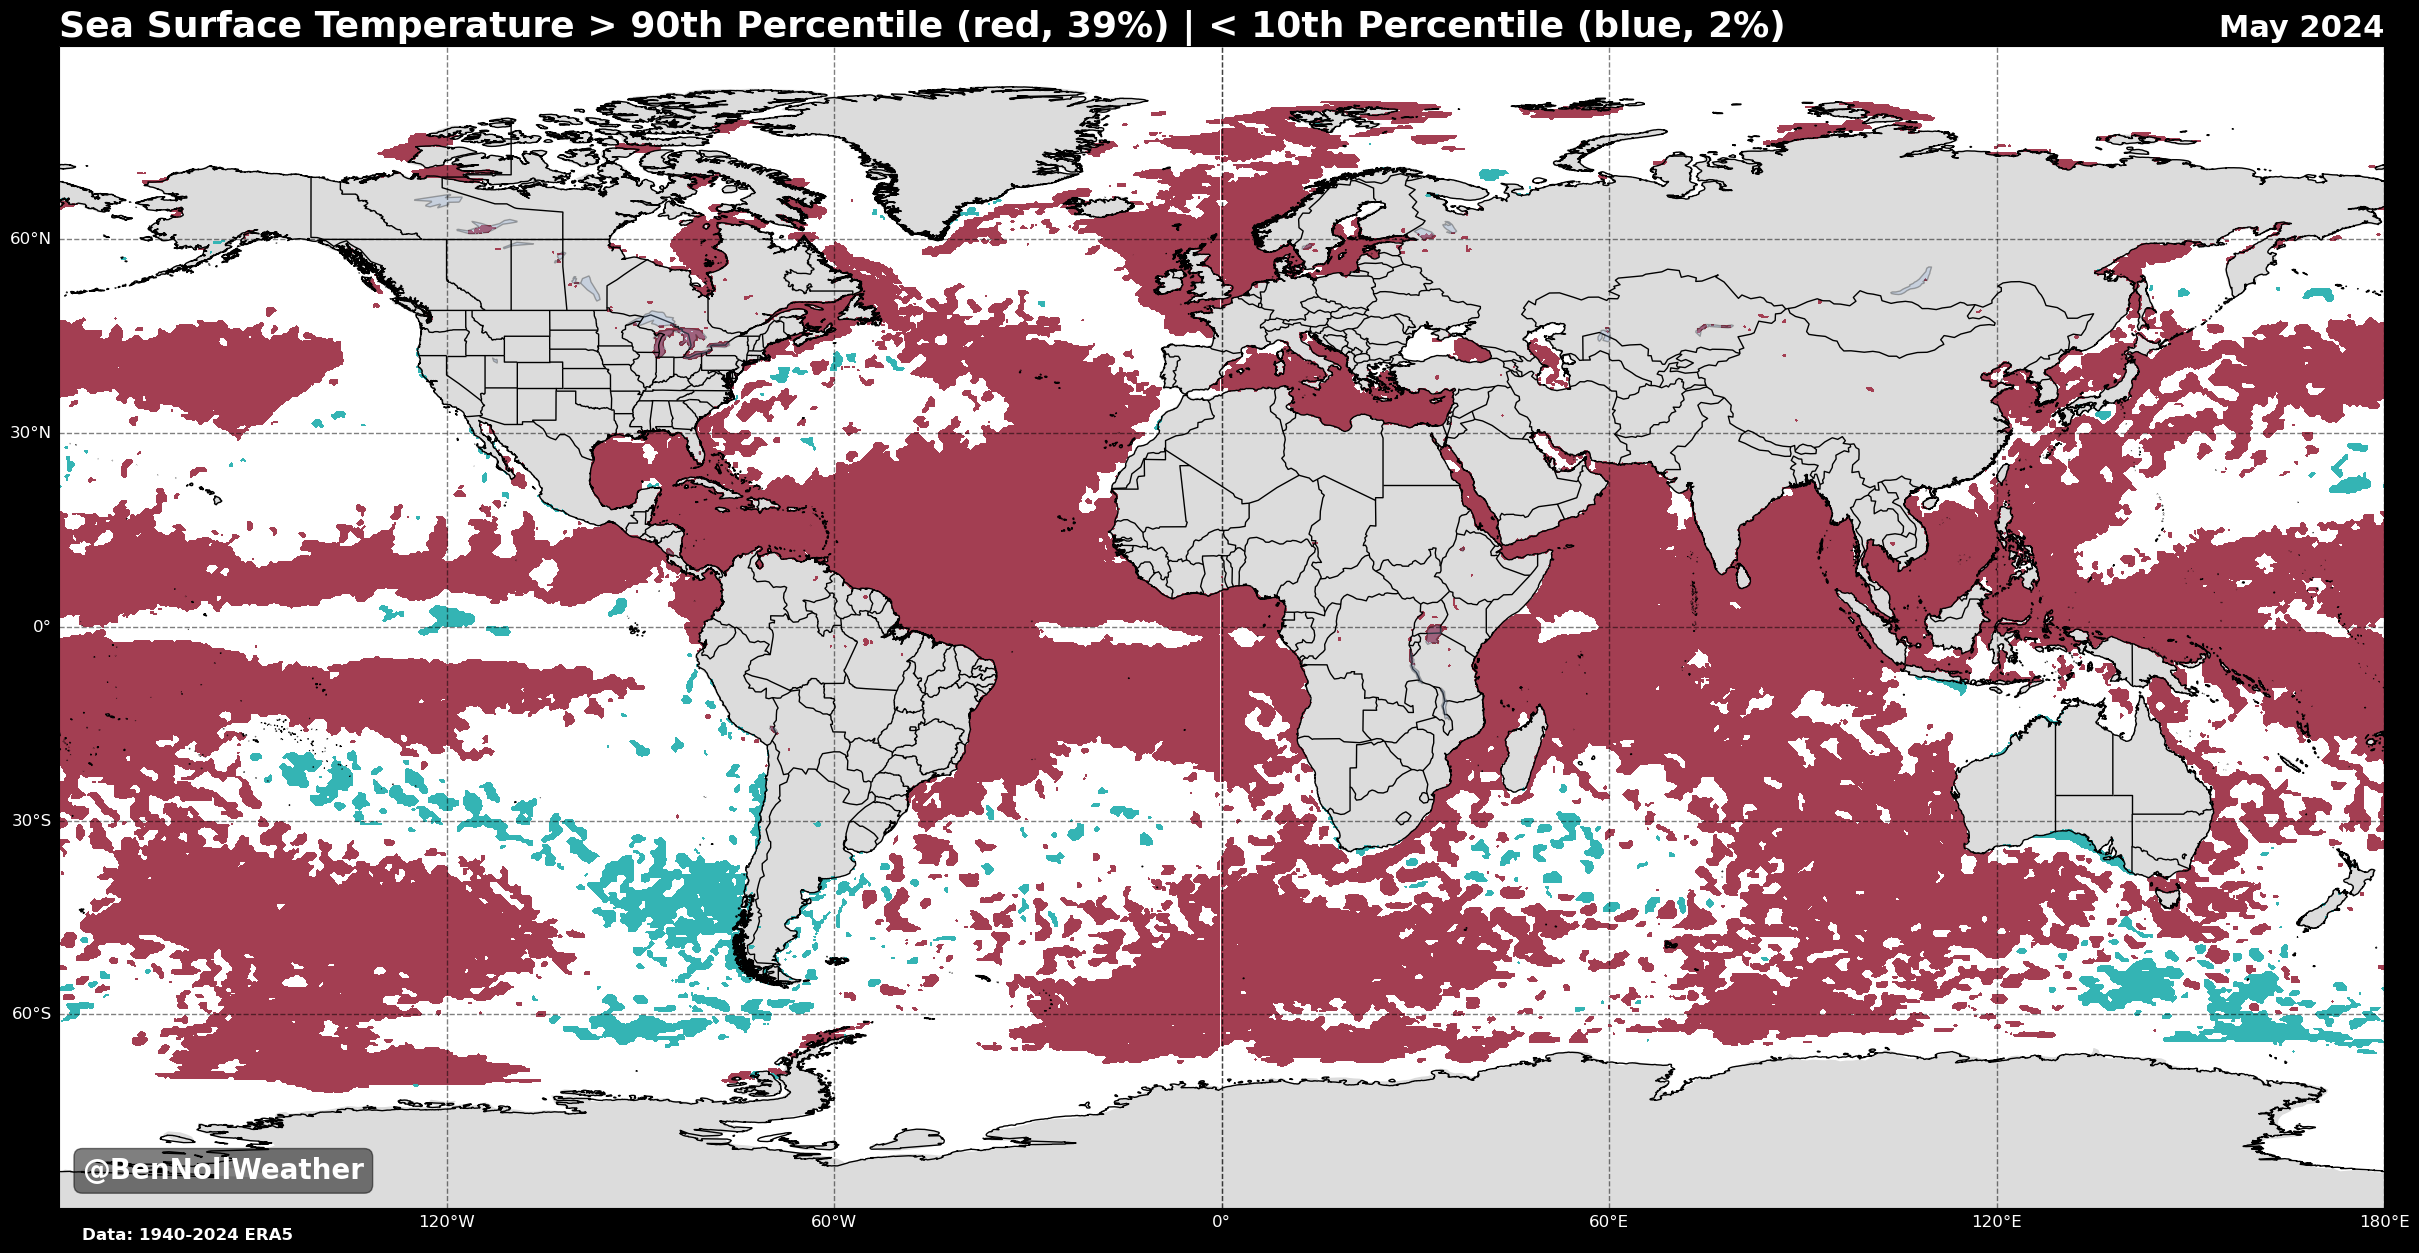 Sea Surface Temperature > 90th Percentile (red, 39%) | < 10th Percentile (blue, 2%)
May 2024
60°N
30°N
0°
30°S
60°S
@BenNollWeather
120°W
60°W
0°
60°E
120°E
180°E
Data: 1940-2024 ERA5